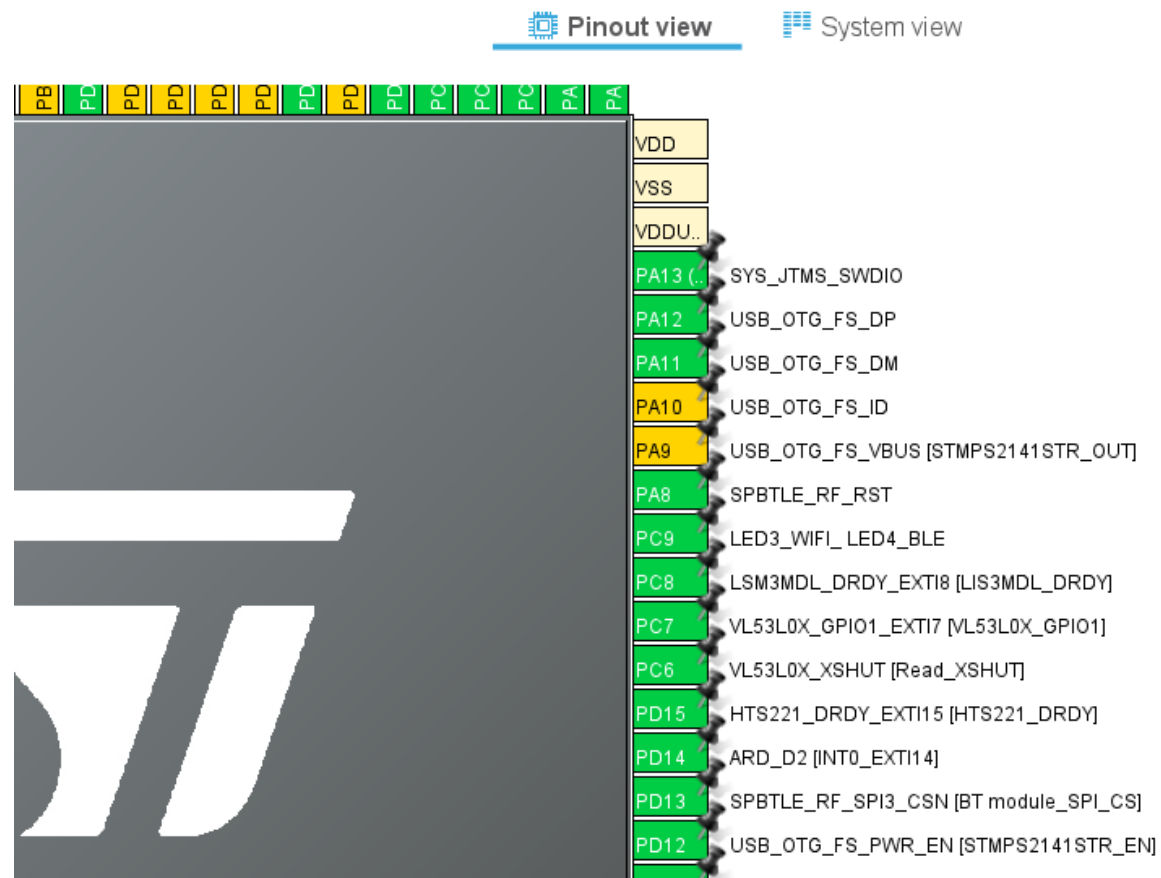 Pinout view System view
PB PD PD PD PD PD PD PD PD PC PC PC PA PA
VDD
VSS
VDDU..
PA13 (.. SYS_JTMS_SWDIO
PA12 USB_OTG_FS_DP
PA11 USB_OTG_FS_DM
PA10 USB_OTG_FS_ID
PA9 USB_OTG_FS_VBUS [STMPS2141STR_OUT]
PA8 SPBTLE_RF_RST
PC9 LED3_WIFI_ LED4_BLE
PC8 LSM3MDL_DRDY_EXTI8 [LIS3MDL_DRDY]
PC7 VL53L0X_GPIO1_EXTI7 [VL53L0X_GPIO1]
PC6 VL53L0X_XSHUT [Read_XSHUT]
PD15 HTS221_DRDY_EXTI15 [HTS221_DRDY]
PD14 ARD_D2 [INT0_EXTI14]
PD13 SPBTLE_RF_SPI3_CSN [BT module_SPI_CS]
PD12 USB_OTG_FS_PWR_EN [STMPS2141STR_EN]